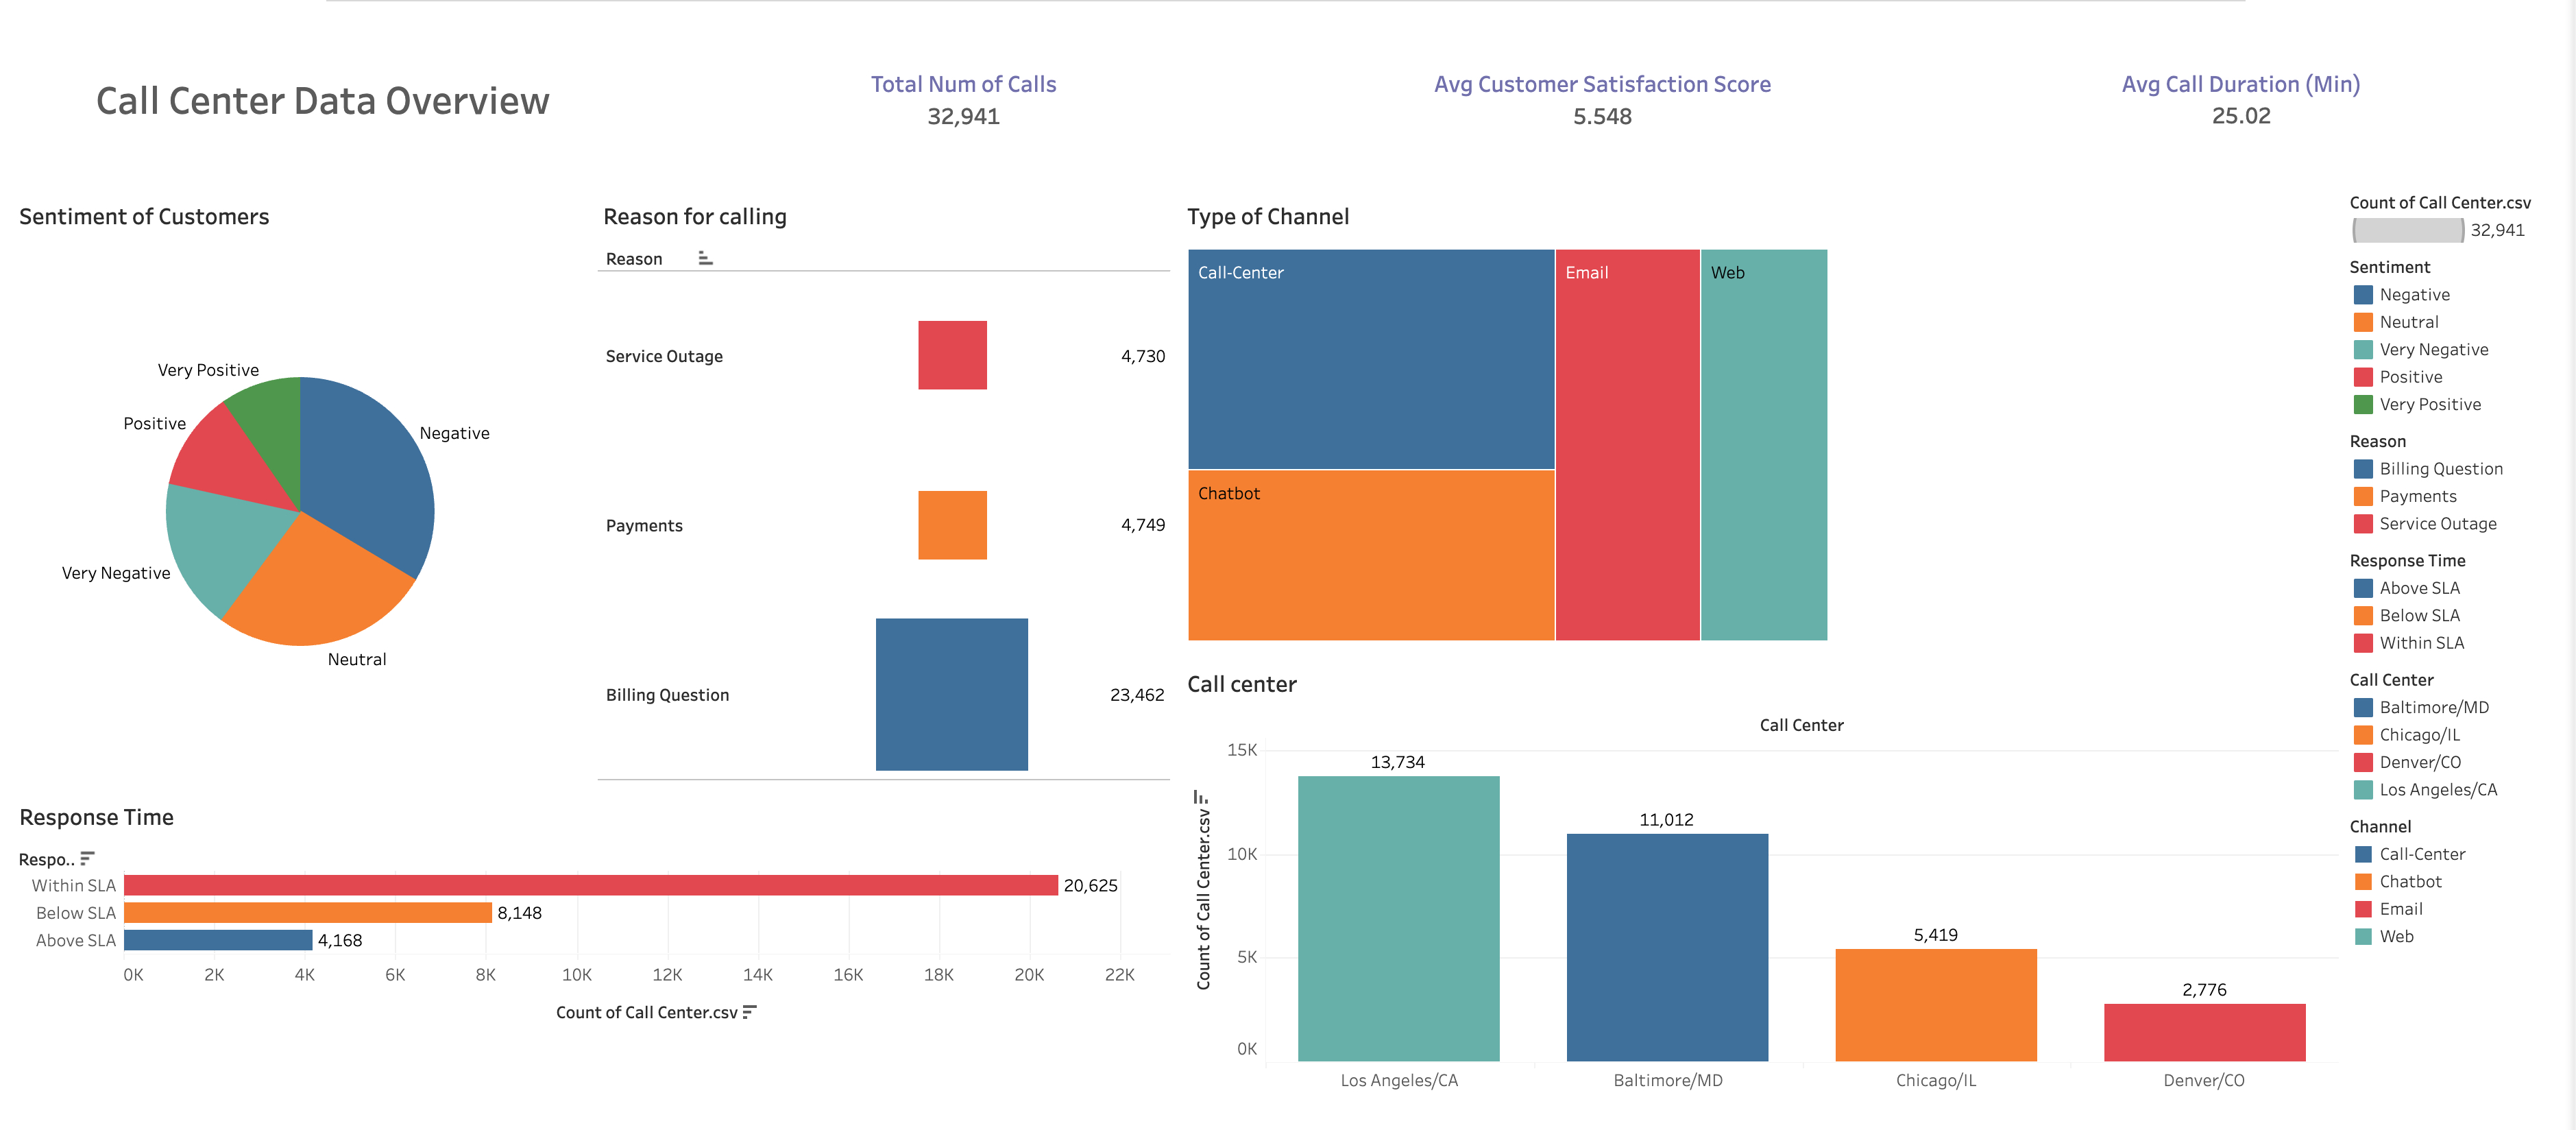 Call Center Data Overview
Total Num of Calls
32,941
Avg Customer Satisfaction Score
5.548
Avg Call Duration (Min)
25.02
Sentiment of Customers
Very Positive
Positive
Negative
Very Negative
Neutral
Reason for calling
Reason
Service Outage 4,730
Payments 4,749
Billing Question 23,462
Type of Channel
Call-Center
Email
Web
Chatbot
Response Time
Respo..
Within SLA 20,625
Below SLA 8,148
Above SLA 4,168
0K 2K 4K 6K 8K 10K 12K 14K 16K 18K 20K 22K
Count of Call Center.csv
Call center
Call Center
Count of Call Center.csv
15K
10K
5K
0K
13,734
11,012
5,419
2,776
Los Angeles/CA Baltimore/MD Chicago/IL Denver/CO
Count of Call Center.csv
32,941
Sentiment
Negative
Neutral
Very Negative
Positive
Very Positive
Reason
Billing Question
Payments
Service Outage
Response Time
Above SLA
Below SLA
Within SLA
Call Center
Baltimore/MD
Chicago/IL
Denver/CO
Los Angeles/CA
Channel
Call-Center
Chatbot
Email
Web